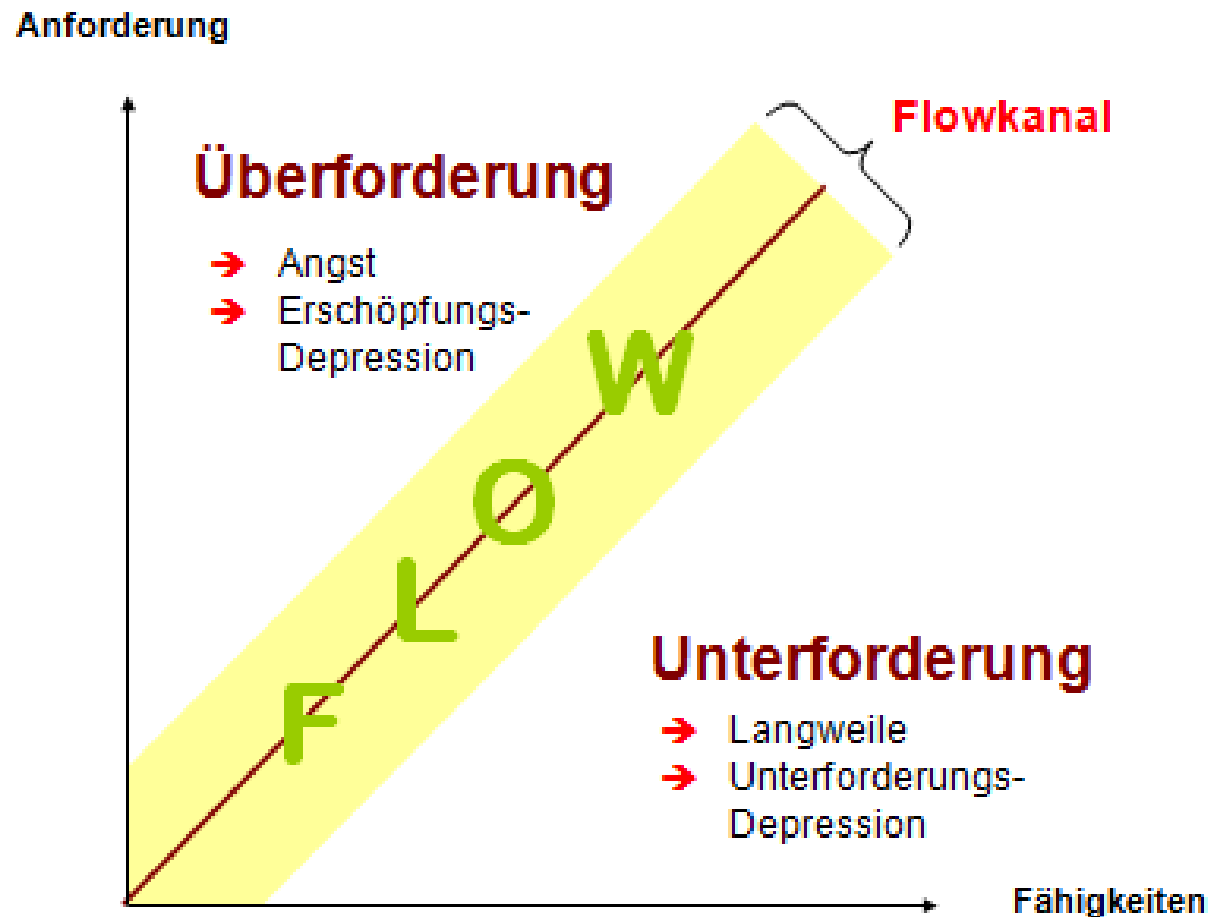 Anforderung
Flowkanal
Überforderung
➔ Angst
➔ Erschöpfungs-
Depression
F L O W
Unterforderung
➔ Langweile
➔ Unterforderungs-
Depression
Fähigkeiten